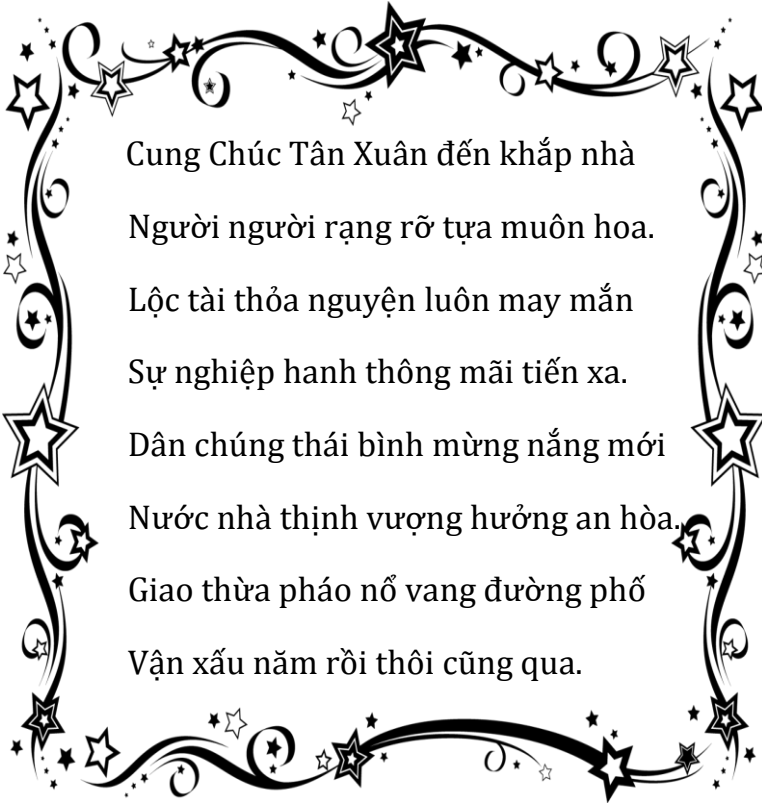 Cung Chúc Tân Xuân đến khắp nhà
Người người rạng rỡ tựa muôn hoa.
Lộc tài thỏa nguyện luôn may mắn
Sự nghiệp hanh thông mãi tiến xa.
Dân chúng thái bình mừng nắng mới
Nước nhà thịnh vượng hưởng an hòa.
Giao thừa pháo nổ vang đường phố
Vận xấu năm rồi thôi cũng qua.